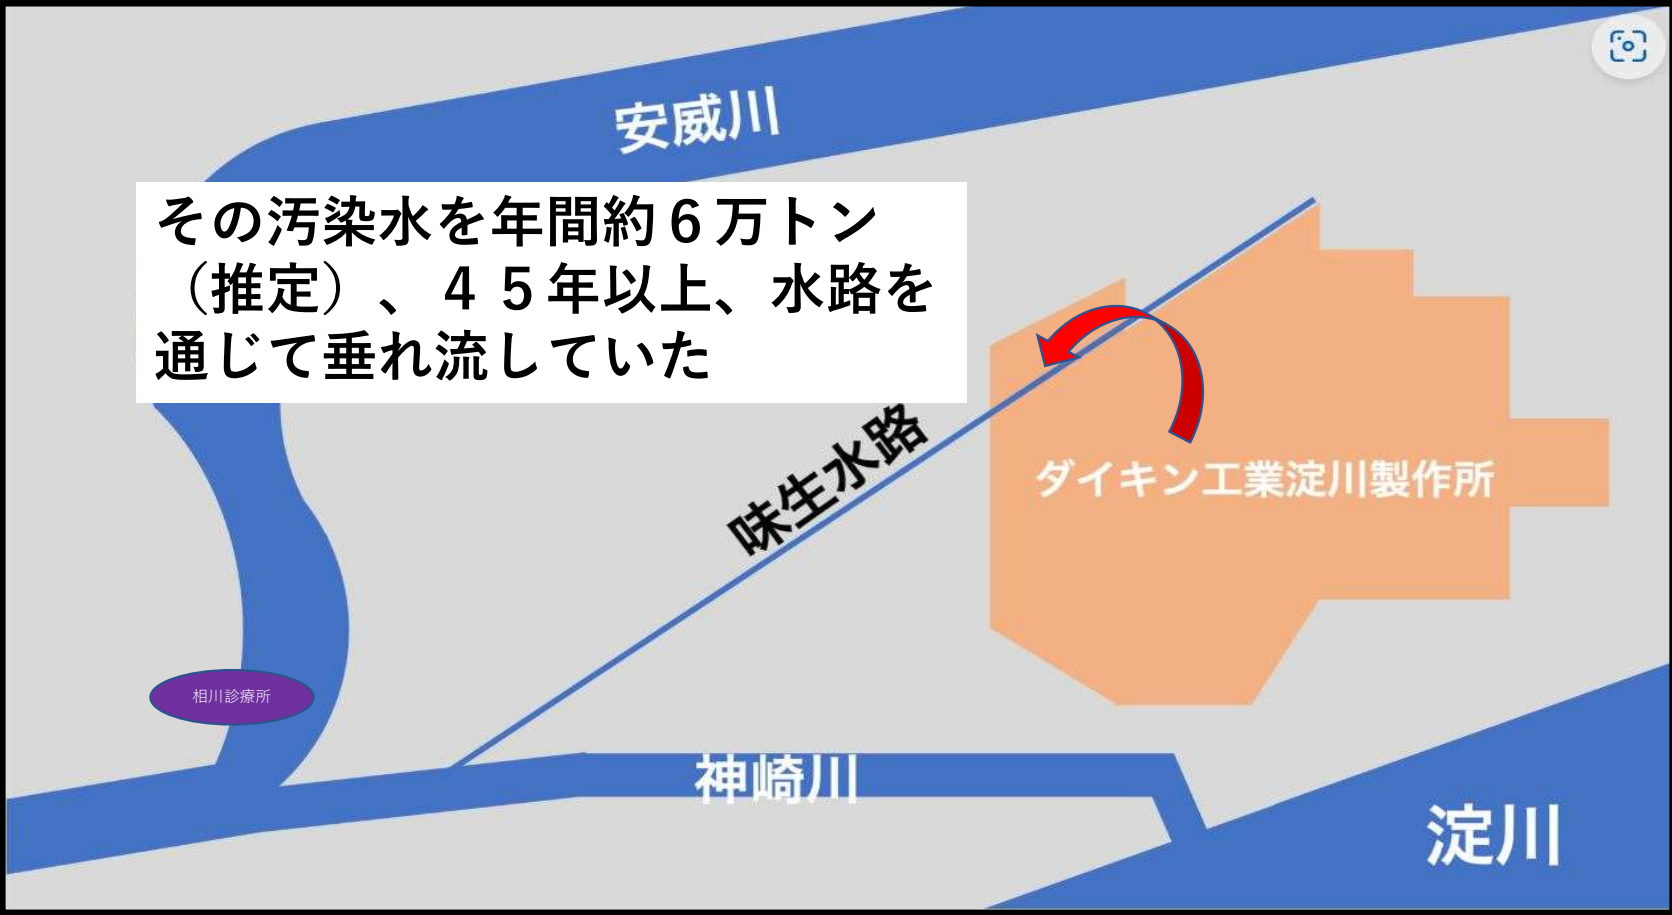 安威川
その汚染水を年間約６万トン
（推定）、４５年以上、水路を
通じて垂れ流していた
味生水路
ダイキン工業淀川製作所
相川診療所
神崎川
淀川